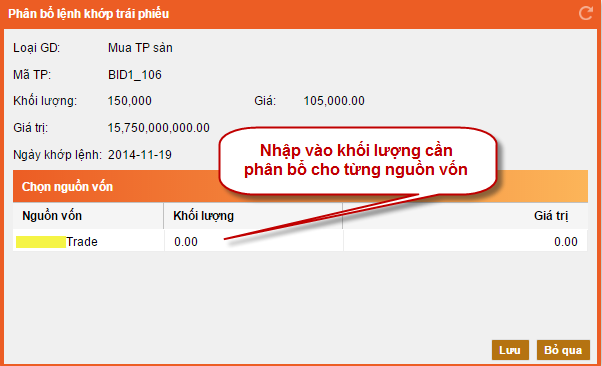 Phân bổ lệnh khớp trái phiếu
Loại GD: Mua TP sàn
Mã TP: BID1_106
Khối lượng: 150,000 Giá: 105,000.00
Giá trị: 15,750,000,000.00
Ngày khớp lệnh: 2014-11-19
Nhập vào khối lượng cần
phân bổ cho từng nguồn vốn
Chọn nguồn vốn
Nguồn vốn Khối lượng Giá trị
Trade 0.00 0.00
Lưu Bỏ qua